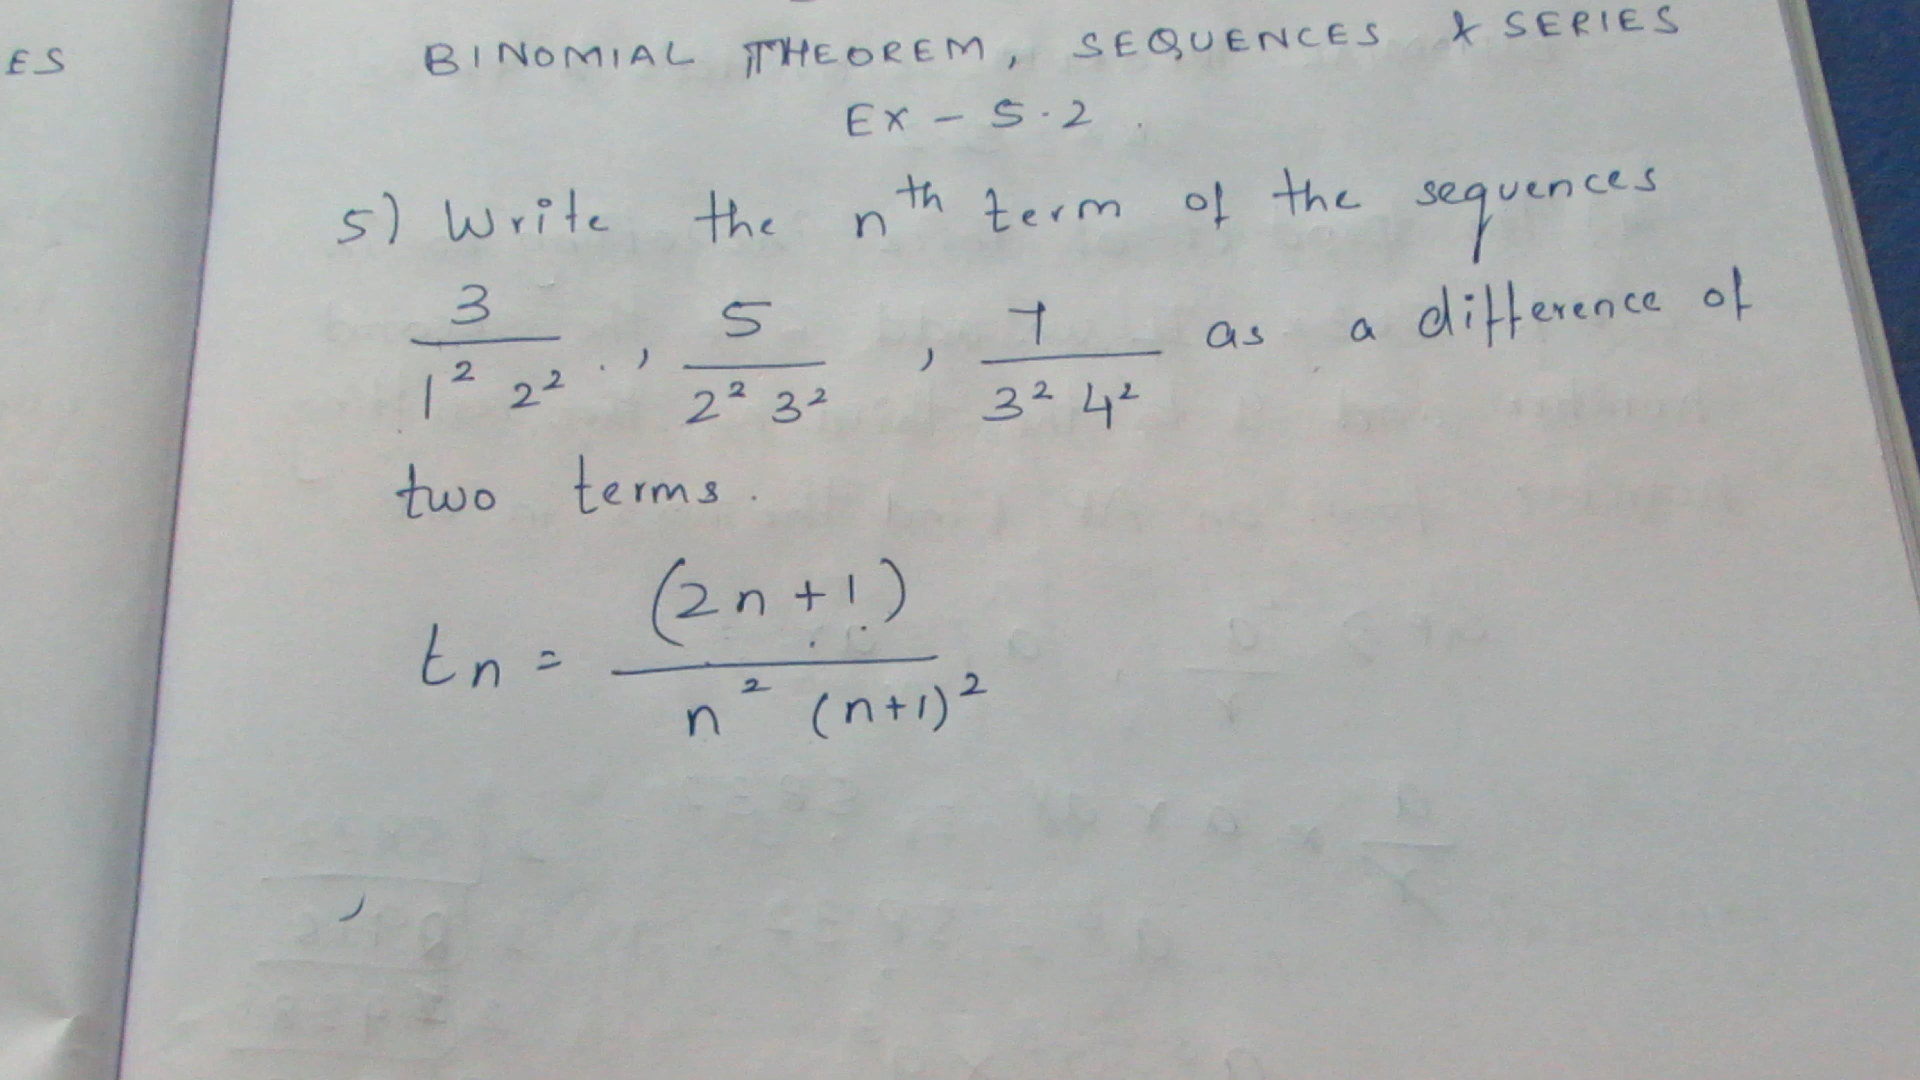 ES
BINOMIAL THEOREM, SEQUENCES & SERIES
EX - 5.2
5) Write the nth term of the sequences
3/(1² 2²), 5/(2² 3²), 7/(3² 4²) as a difference of
two terms.
tn = (2n+1)/(n² (n+1)²)